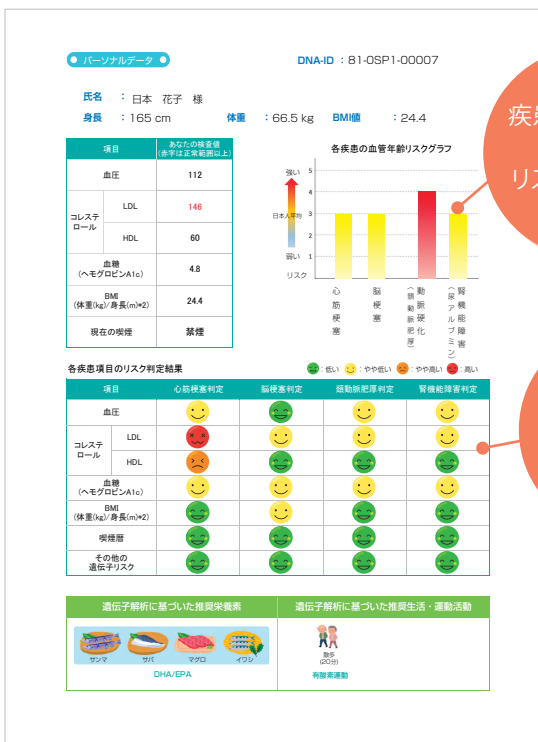 パーソナルデータ
DNA-ID : 81-0SP1-00007
氏名 : 日本 花子 様
身長 : 165 cm 体重 : 66.5 kg BMI値 : 24.4
項目 あなたの検査値
(赤字は正常範囲以上)
血圧 112
コレステロール LDL 146
HDL 60
血糖
(ヘモグロビンA1c) 4.8
BMI
(体重(kg)/身長(m)*2) 24.4
現在の喫煙 禁煙
各疾患の血管年齢リスクグラフ
強い 5
4
日本人平均 3
2
弱い 1
リスク
心筋梗塞
脳梗塞
動脈硬化
(頸動脈肥厚)
腎機能障害
(尿アルブミン)
疾患
リス
各疾患項目のリスク判定結果
: 低い : やや低い : やや高い : 高い
項目 心筋梗塞判定 脳梗塞判定 頸動脈肥厚判定 腎機能障害判定
血圧
コレステロール LDL
HDL
血糖
(ヘモグロビンA1c)
BMI
(体重(kg)/身長(m)*2)
喫煙暦
その他の
遺伝子リスク
遺伝子解析に基づいた推奨栄養素 遺伝子解析に基づいた推奨生活・運動活動
サンマ サバ マグロ イワシ
DHA/EPA
散歩
(20分)
有酸素運動